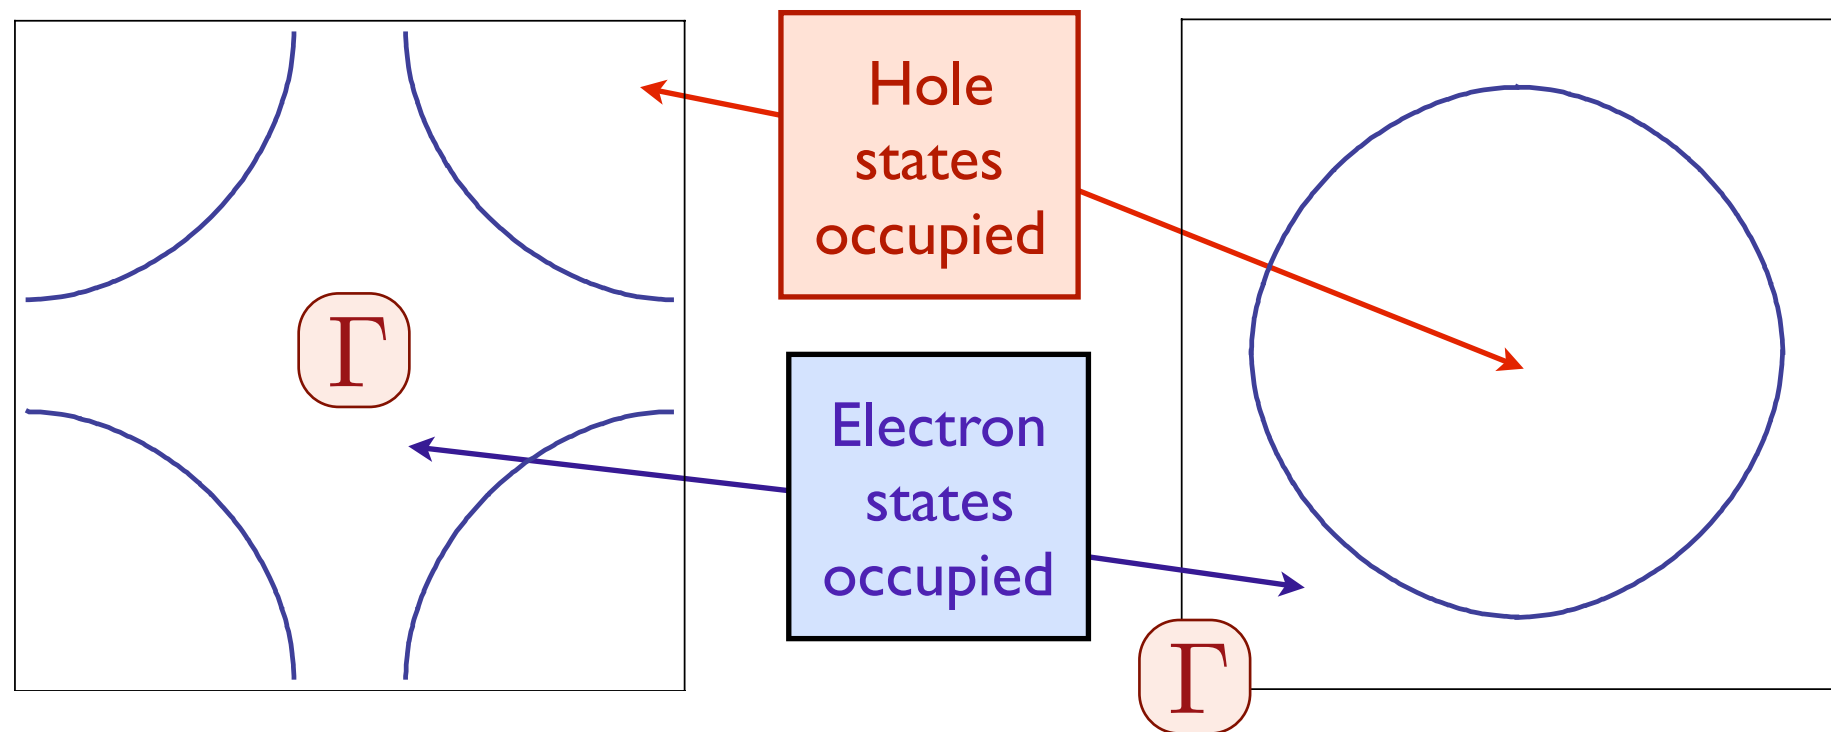 Hole
states
occupied
Γ
Electron
states
occupied
Γ